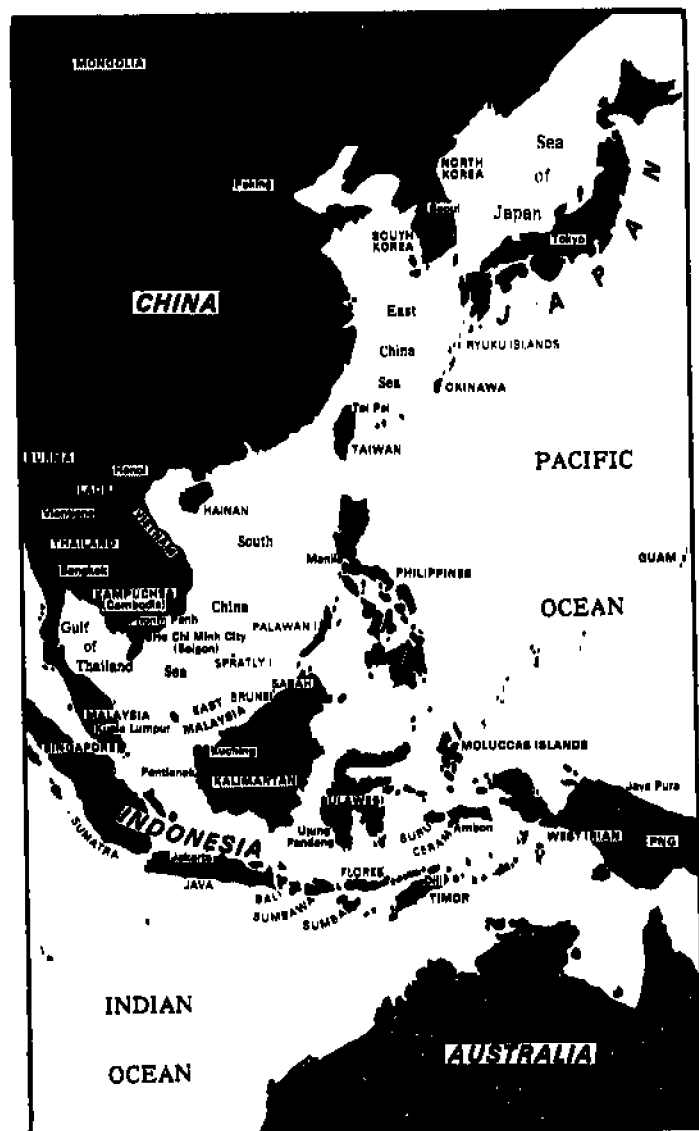 MONGOLIA
Sea
of
Japan
NORTH
KOREA
Peking
Seoul
SOUTH
KOREA
Tokyo
JAPAN
CHINA
East
China
Sea
RYUKU ISLANDS
OKINAWA
Tai Pei
TAIWAN
PACIFIC
OCEAN
BURMA
Hanoi
LAOS
HAINAN
Vientiane
VIETNAM
THAILAND
South
China
Sea
Manila
PHILIPPINES
GUAM
Bangkok
KAMPUCHEA
(Cambodia)
Phnom Penh
Gulf
of
Thailand
Ho Chi Minh City
(Saigon)
PALAWAN I
SPRATLY I
SABAH
BRUNEI
EAST
MALAYSIA
MALAYSIA
Kuala Lumpur
SINGAPORE
Kuching
MOLUCCAS ISLANDS
Pontianak
KALIMANTAN
Jaya Pura
SULAWESI
INDONESIA
SUMATRA
Ujung
Pandang
BURU
CERAM
Ambon
WEST IRIAN
PNG
Jakarta
JAVA
FLORES
BALI
SUMBAWA
SUMBA
TIMOR
INDIAN
OCEAN
AUSTRALIA